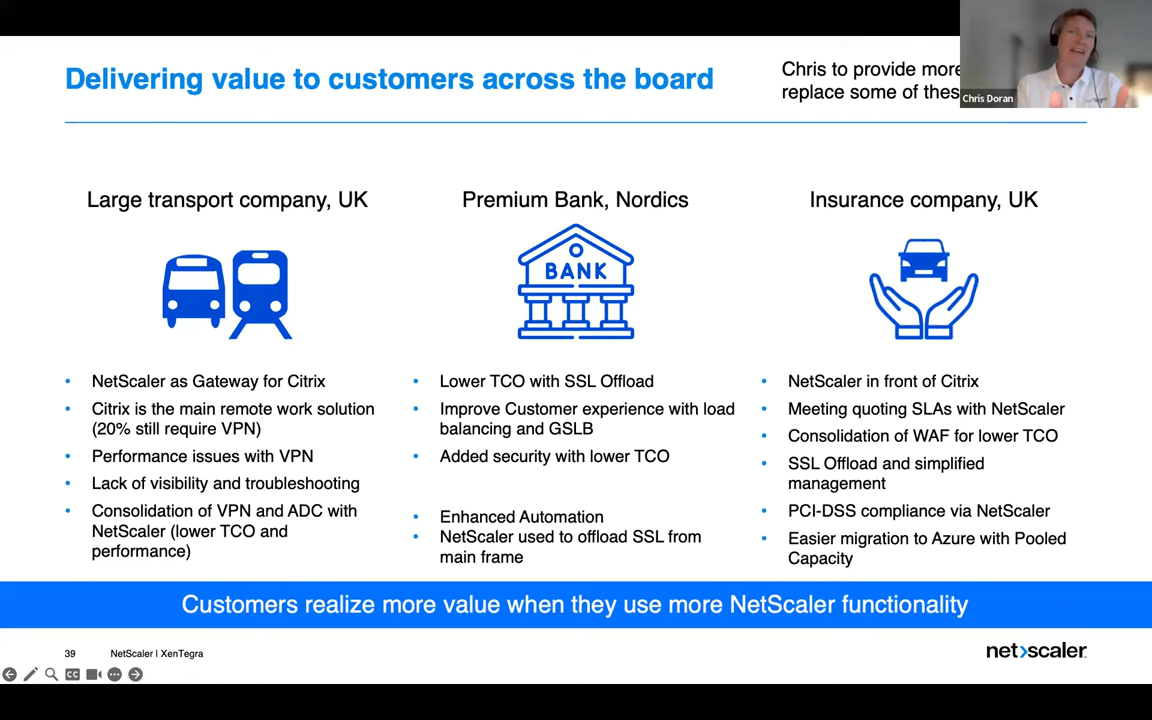 Delivering value to customers across the board
Chris to provide more
replace some of thes
Chris Doran
Large transport company, UK
BANK
NetScaler as Gateway for Citrix
Citrix is the main remote work solution
(20% still require VPN)
Performance issues with VPN
Lack of visibility and troubleshooting
Consolidation of VPN and ADC with
NetScaler (lower TCO and
performance)
Premium Bank, Nordics
Lower TCO with SSL Offload
Improve Customer experience with load
balancing and GSLB
Added security with lower TCO
Enhanced Automation
NetScaler used to offload SSL from
main frame
Insurance company, UK
NetScaler in front of Citrix
Meeting quoting SLAs with NetScaler
Consolidation of WAF for lower TCO
SSL Offload and simplified
management
PCI-DSS compliance via NetScaler
Easier migration to Azure with Pooled
Capacity
Customers realize more value when they use more NetScaler functionality
39 NetScaler | XenTegra
net>scaler
CC